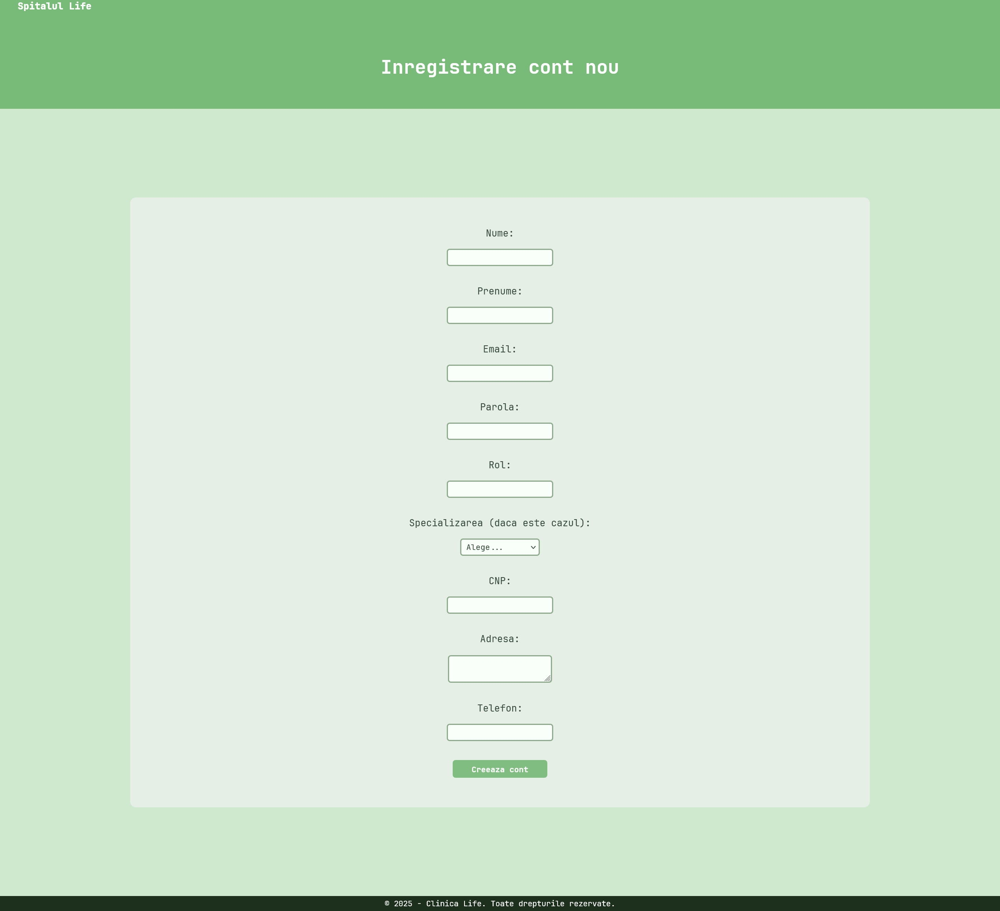 Spitalul Life
Inregistrare cont nou
Nume:
Prenume:
Email:
Parola:
Rol:
Specializarea (daca este cazul):
Alege...
CNP:
Adresa:
Telefon:
Creeaza cont
© 2025 - Clinica Life. Toate drepturile rezervate.